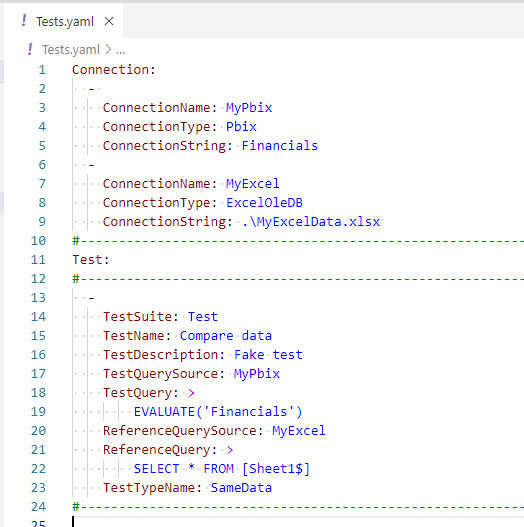 ! Tests.yaml ×
! Tests.yaml > ...
1 Connection:
2 -
3 ConnectionName: MyPbix
4 ConnectionType: Pbix
5 ConnectionString: Financials
6 -
7 ConnectionName: MyExcel
8 ConnectionType: ExcelOleDB
9 ConnectionString: .\MyExcelData.xlsx
10 #-----------------------------------------------------------
11 Test:
12 #-----------------------------------------------------------
13 -
14 TestSuite: Test
15 TestName: Compare data
16 TestDescription: Fake test
17 TestQuerySource: MyPbix
18 TestQuery: >
19 EVALUATE('Financials')
20 ReferenceQuerySource: MyExcel
21 ReferenceQuery: >
22 SELECT * FROM [Sheet1$]
23 TestTypeName: SameData
24 #-----------------------------------------------------------
25